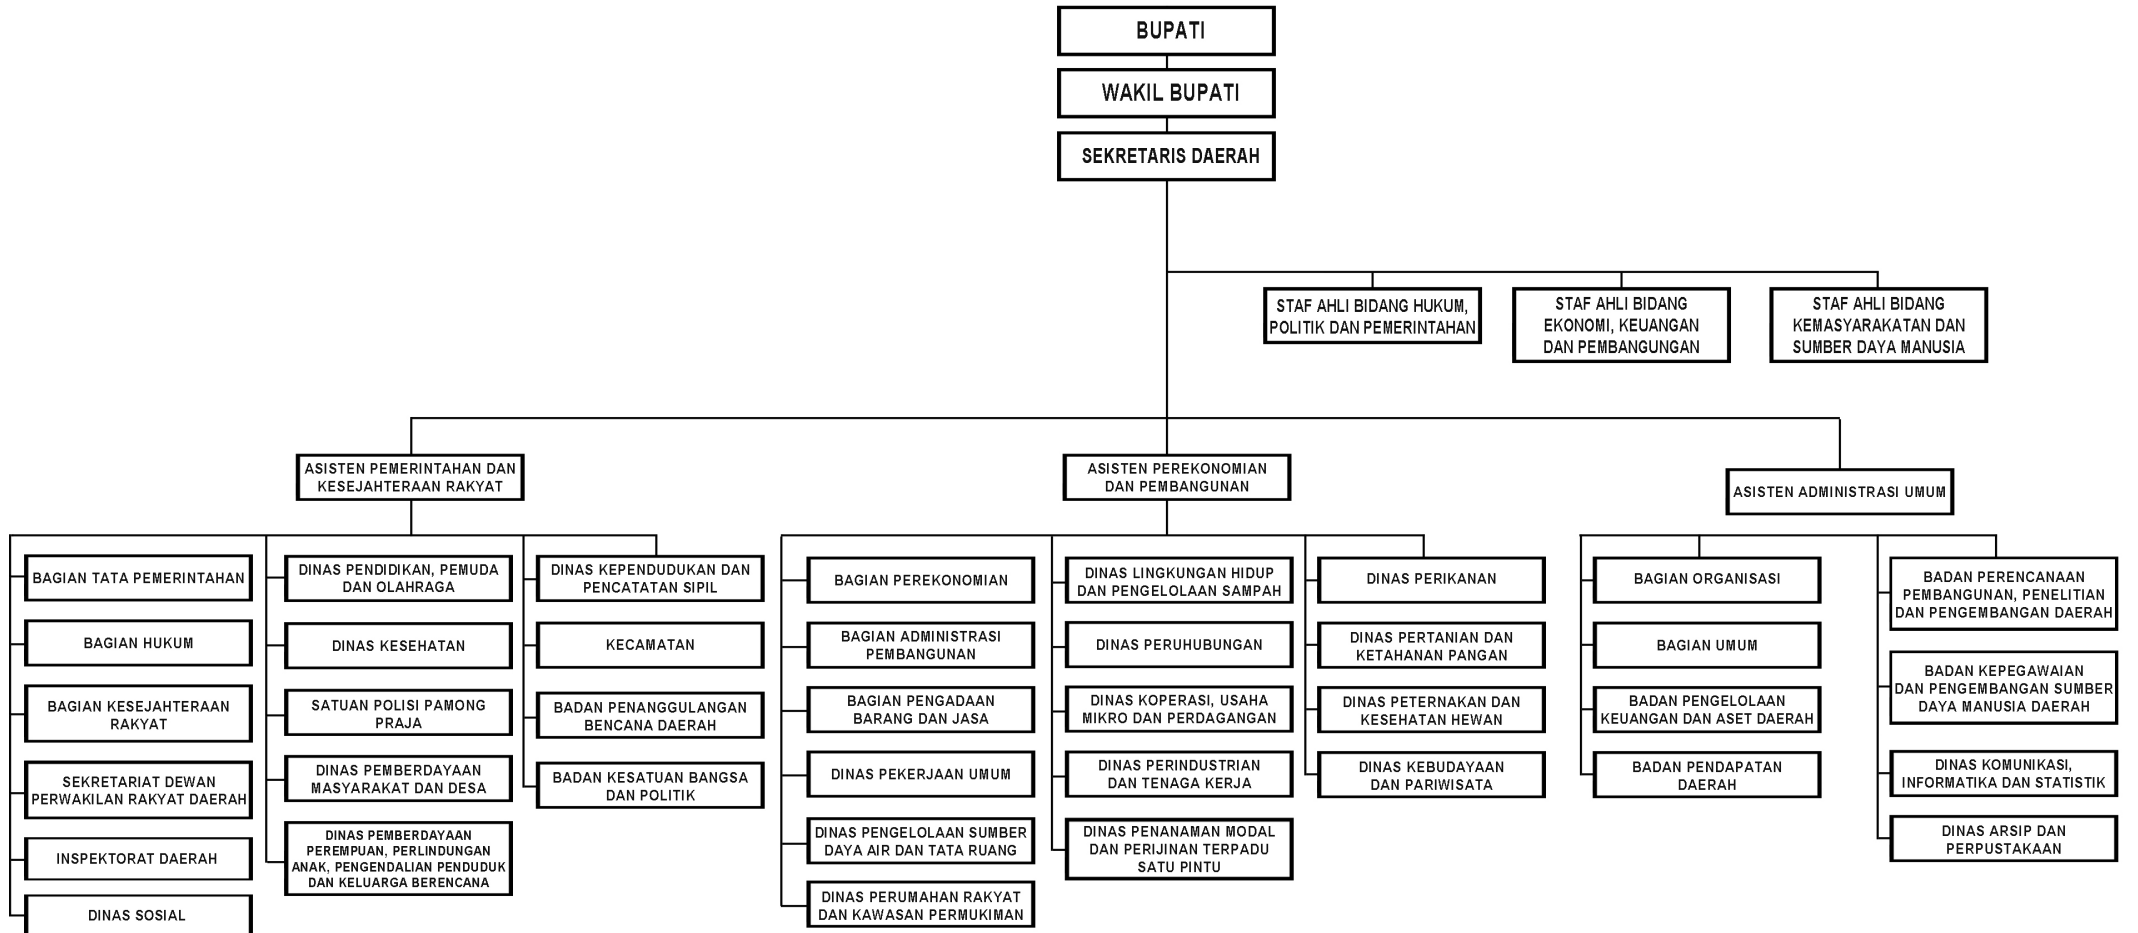 BUPATI
WAKIL BUPATI
SEKRETARIS DAERAH
STAF AHLI BIDANG HUKUM,
POLITIK DAN PEMERINTAHAN
STAF AHLI BIDANG
EKONOMI, KEUANGAN
DAN PEMBANGUNGAN
STAF AHLI BIDANG
KEMASYARAKATAN DAN
SUMBER DAYA MANUSIA
ASISTEN PEMERINTAHAN DAN
KESEJAHTERAAN RAKYAT
ASISTEN PEREKONOMIAN
DAN PEMBANGUNAN
ASISTEN ADMINISTRASI UMUM
BAGIAN TATA PEMERINTAHAN
BAGIAN HUKUM
BAGIAN KESEJAHTERAAN
RAKYAT
SEKRETARIAT DEWAN
PERWAKILAN RAKYAT DAERAH
INSPEKTORAT DAERAH
DINAS SOSIAL
DINAS PENDIDIKAN, PEMUDA
DAN OLAHRAGA
DINAS KESEHATAN
SATUAN POLISI PAMONG
PRAJA
DINAS PEMBERDAYAAN
MASYARAKAT DAN DESA
DINAS PEMBERDAYAAN
PEREMPUAN, PERLINDUNGAN
ANAK, PENGENDALIAN PENDUDUK
DAN KELUARGA BERENCANA
DINAS KEPENDUDUKAN DAN
PENCATATAN SIPIL
KECAMATAN
BADAN PENANGGULANGAN
BENCANA DAERAH
BADAN KESATUAN BANGSA
DAN POLITIK
BAGIAN PEREKONOMIAN
BAGIAN ADMINISTRASI
PEMBANGUNAN
BAGIAN PENGADAAN
BARANG DAN JASA
DINAS PEKERJAAN UMUM
DINAS PENGELOLAAN SUMBER
DAYA AIR DAN TATA RUANG
DINAS PERUMAHAN RAKYAT
DAN KAWASAN PERMUKIMAN
DINAS LINGKUNGAN HIDUP
DAN PENGELOLAAN SAMPAH
DINAS PERUHUBUNGAN
DINAS KOPERASI, USAHA
MIKRO DAN PERDAGANGAN
DINAS PERINDUSTRIAN
DAN TENAGA KERJA
DINAS PENANAMAN MODAL
DAN PERIJINAN TERPADU
SATU PINTU
DINAS PERIKANAN
DINAS PERTANIAN DAN
KETAHANAN PANGAN
DINAS PETERNAKAN DAN
KESEHATAN HEWAN
DINAS KEBUDAYAAN
DAN PARIWISATA
BAGIAN ORGANISASI
BAGIAN UMUM
BADAN PENGELOLAAN
KEUANGAN DAN ASET DAERAH
BADAN PENDAPATAN
DAERAH
BADAN PERENCANAAN
PEMBANGUNAN, PENELITIAN
DAN PENGEMBANGAN DAERAH
BADAN KEPEGAWAIAN
DAN PENGEMBANGAN SUMBER
DAYA MANUSIA DAERAH
DINAS KOMUNIKASI,
INFORMATIKA DAN STATISTIK
DINAS ARSIP DAN
PERPUSTAKAAN